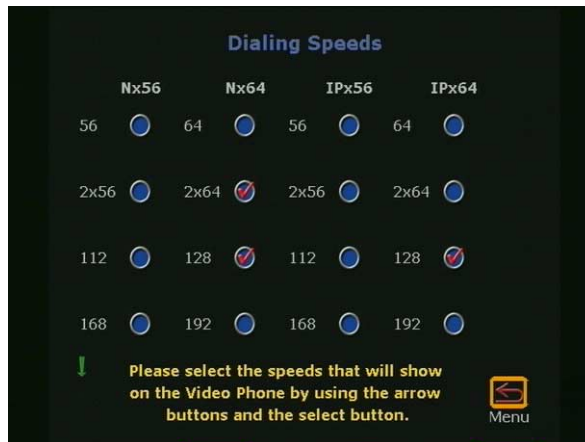 Dialing Speeds
Nx56 Nx64 IPx56 IPx64
56 64 56 64
2x56 2x64 2x56 2x64
112 128 112 128
168 192 168 192
! Please select the speeds that will show
on the Video Phone by using the arrow
buttons and the select button.
Menu